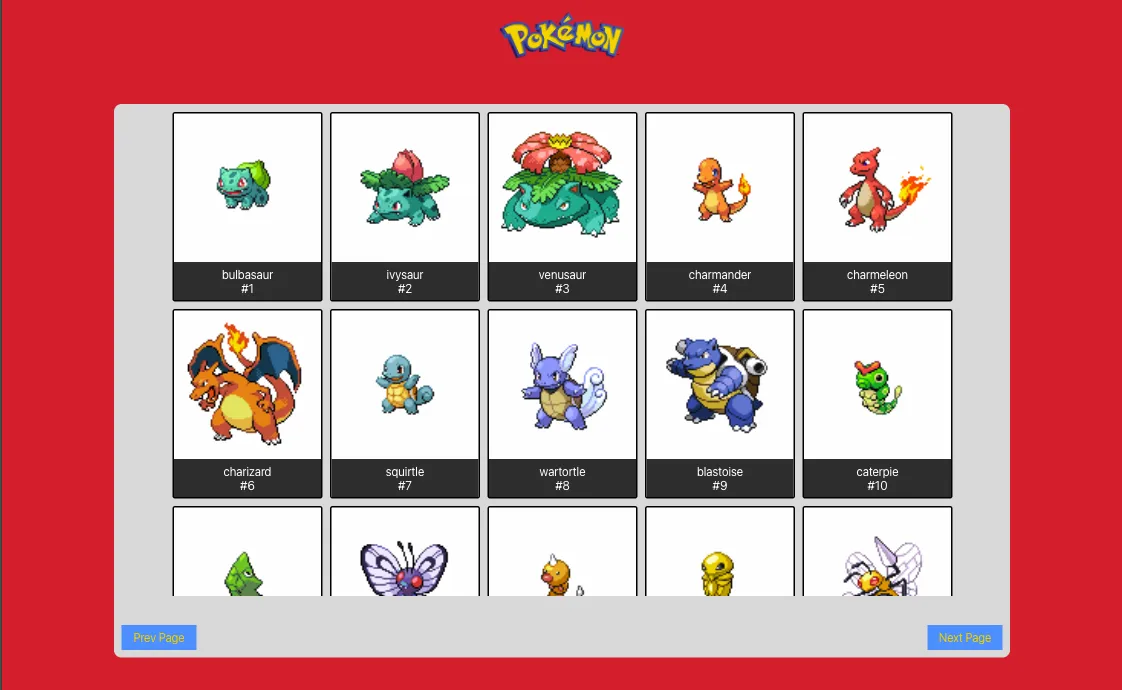 POKéMON
bulbasaur
#1
ivysaur
#2
venusaur
#3
charmander
#4
charmeleon
#5
charizard
#6
squirtle
#7
wartortle
#8
blastoise
#9
caterpie
#10
Prev Page
Next Page